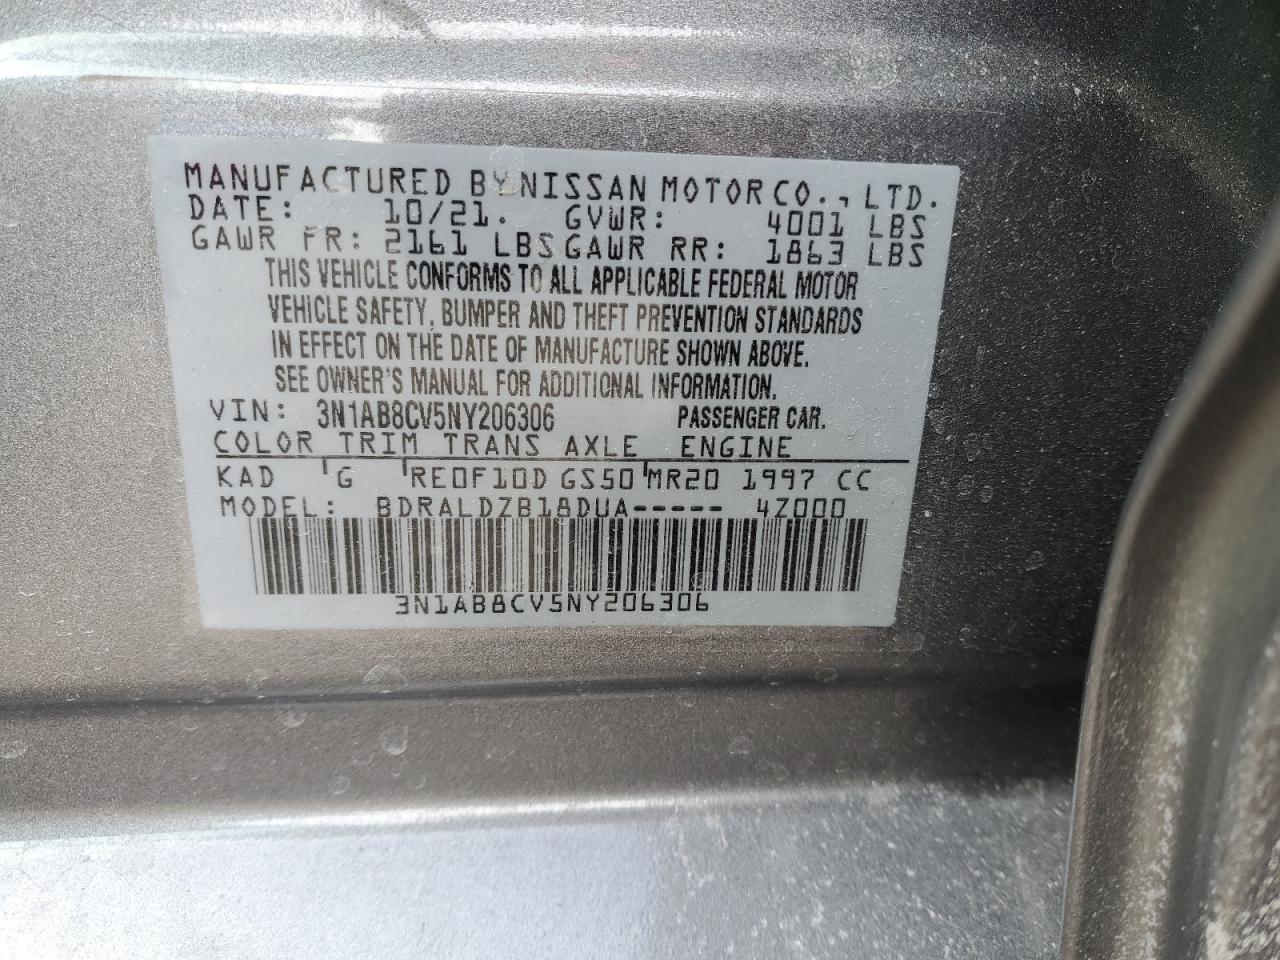 MANUFACTURED BY NISSAN MOTOR CO., LTD.
DATE: 10/21. GVWR: 4001 LBS
GAWR FR: 2161 LBS GAWR RR: 1863 LBS
THIS VEHICLE CONFORMS TO ALL APPLICABLE FEDERAL MOTOR
VEHICLE SAFETY, BUMPER AND THEFT PREVENTION STANDARDS
IN EFFECT ON THE DATE OF MANUFACTURE SHOWN ABOVE.
SEE OWNER'S MANUAL FOR ADDITIONAL INFORMATION.
VIN: 3N1AB8CV5NY206306 PASSENGER CAR.
COLOR TRIM TRANS AXLE ENGINE
KAD G RE0F10D GS50 MR20 1997 CC
MODEL: BDRALDZB18DUA----- 4Z000
3N1AB8CV5NY206306